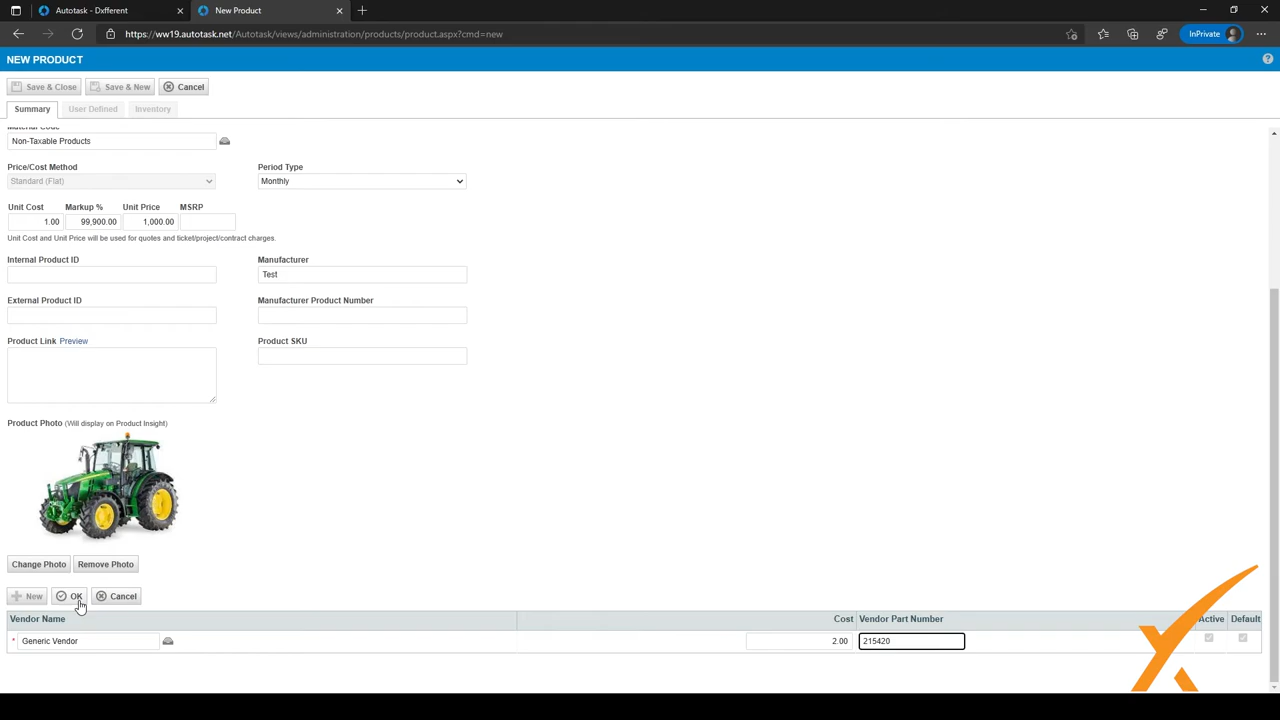 Autotask - Dxfferent
New Product
https://ww19.autotask.net/Autotask/views/administration/products/product.aspx?cmd=new
InPrivate
NEW PRODUCT
Save & Close Save & New Cancel
Summary User Defined Inventory
Material Code
Non-Taxable Products
Price/Cost Method Period Type
Standard (Flat) Monthly
Unit Cost Markup % Unit Price MSRP
1.00 99,900.00 1,000.00
Unit Cost and Unit Price will be used for quotes and ticket/project/contract charges.
Internal Product ID Manufacturer
Test
External Product ID Manufacturer Product Number
Product Link Preview Product SKU
Product Photo (Will display on Product Insight)
Change Photo Remove Photo
New OK Cancel
Vendor Name Cost Vendor Part Number Active Default
* Generic Vendor 2.00 215420